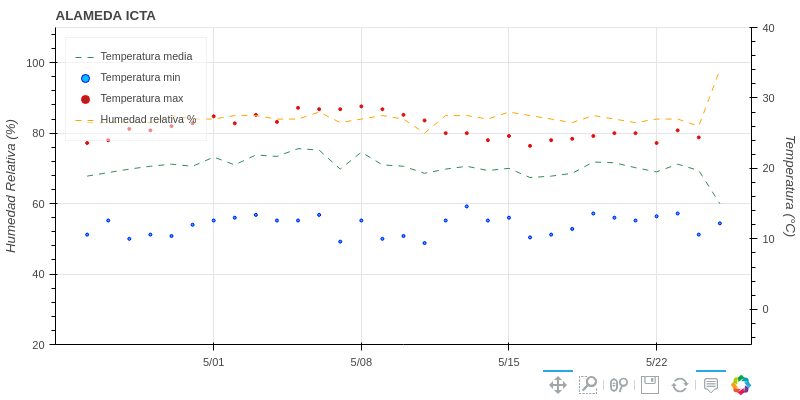 ALAMEDA ICTA
Temperatura media
Temperatura min
Temperatura max
Humedad relativa %
Humedad Relativa (%)
100
80
60
40
20
Temperatura (°C)
40
30
20
10
0
5/01
5/08
5/15
5/22